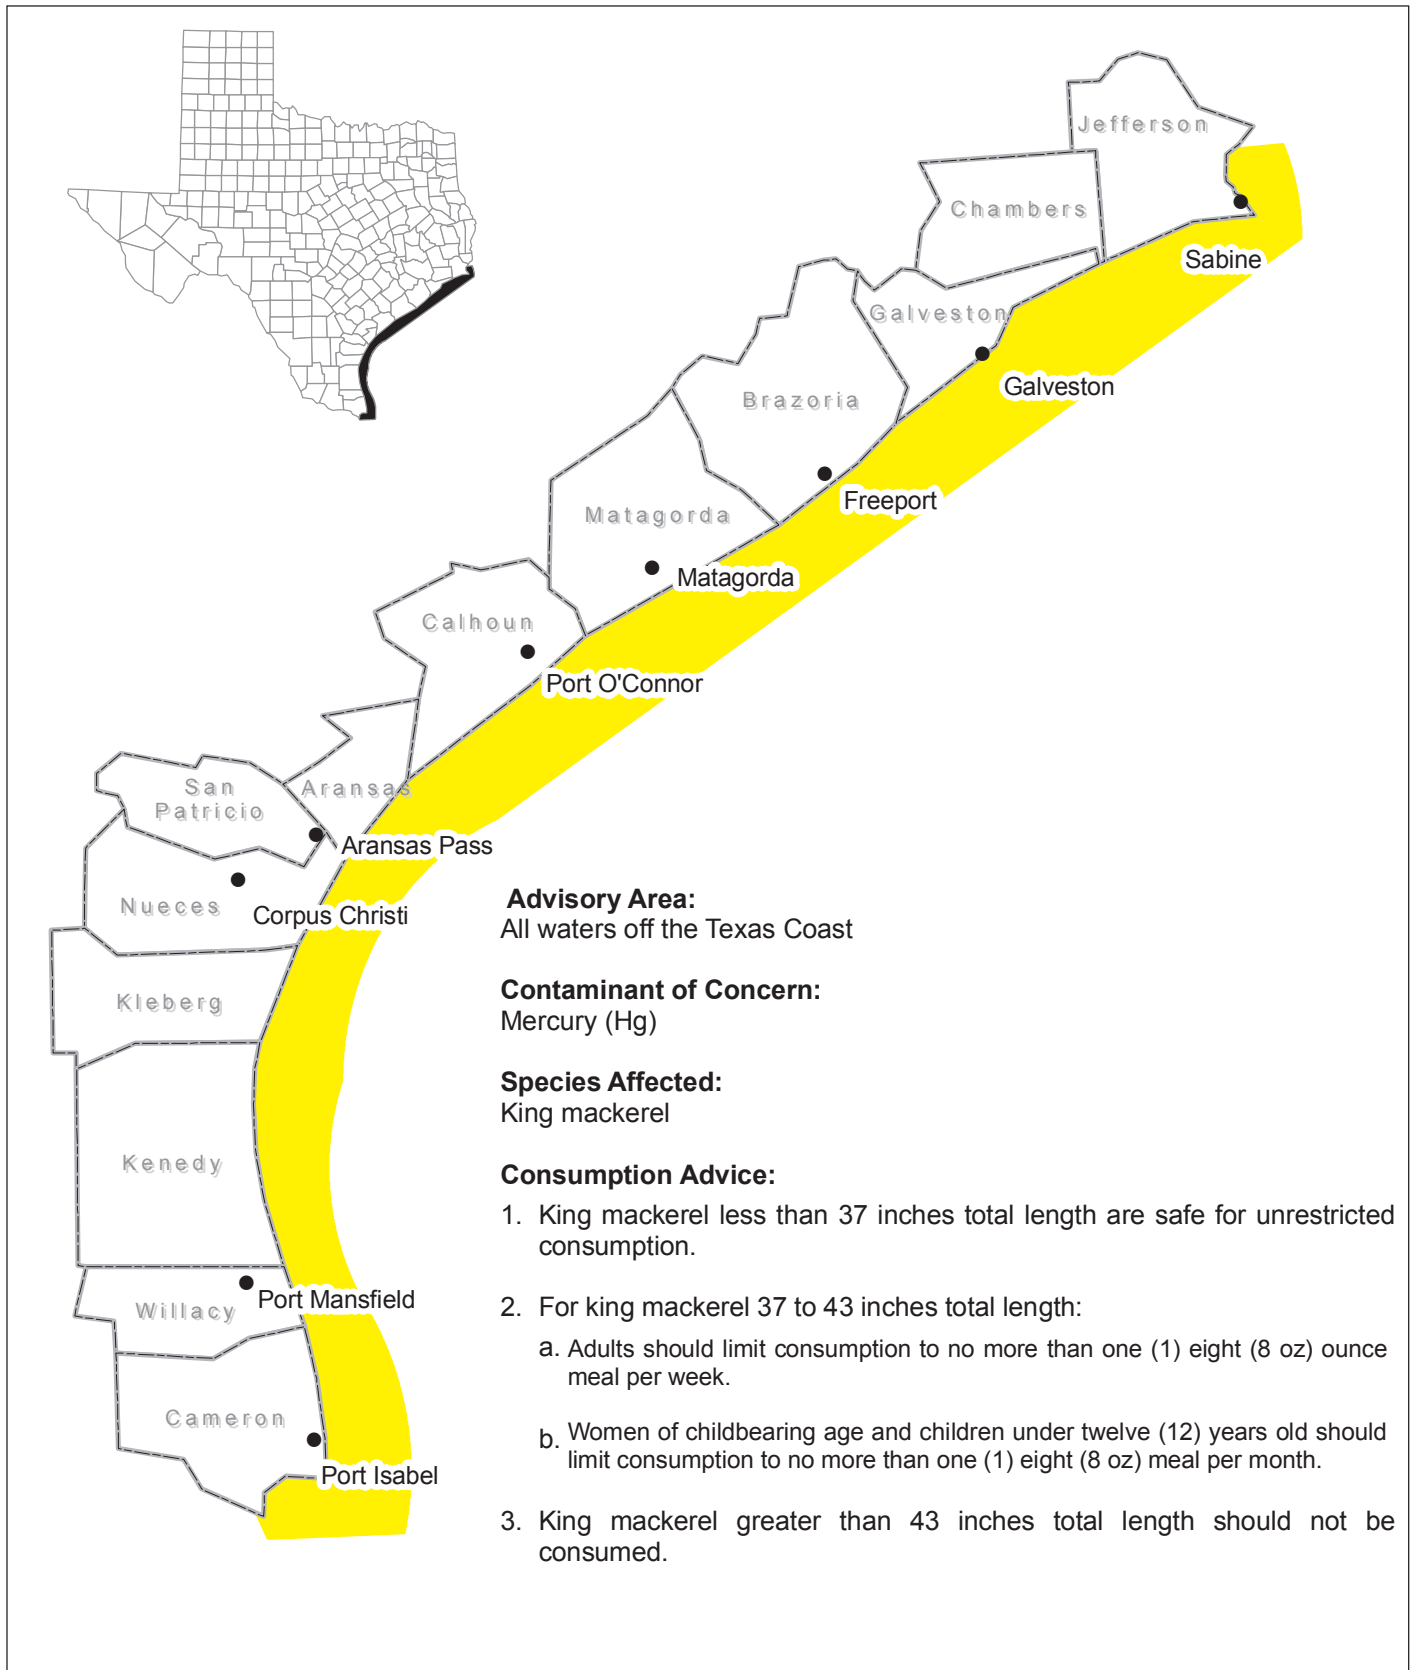 Jefferson
Chambers
Sabine
Galveston
Galveston
Brazoria
Freeport
Matagorda
Matagorda
Calhoun
Port O'Connor
San
Patricio
Aransas
Aransas Pass
Nueces
Corpus Christi
Kleberg
Kenedy
Willacy
Port Mansfield
Cameron
Port Isabel
Advisory Area:
All waters off the Texas Coast
Contaminant of Concern:
Mercury (Hg)
Species Affected:
King mackerel
Consumption Advice:
1. King mackerel less than 37 inches total length are safe for unrestricted
consumption.
2. For king mackerel 37 to 43 inches total length:
a. Adults should limit consumption to no more than one (1) eight (8 oz) ounce
meal per week.
b. Women of childbearing age and children under twelve (12) years old should
limit consumption to no more than one (1) eight (8 oz) meal per month.
3. King mackerel greater than 43 inches total length should not be
consumed.